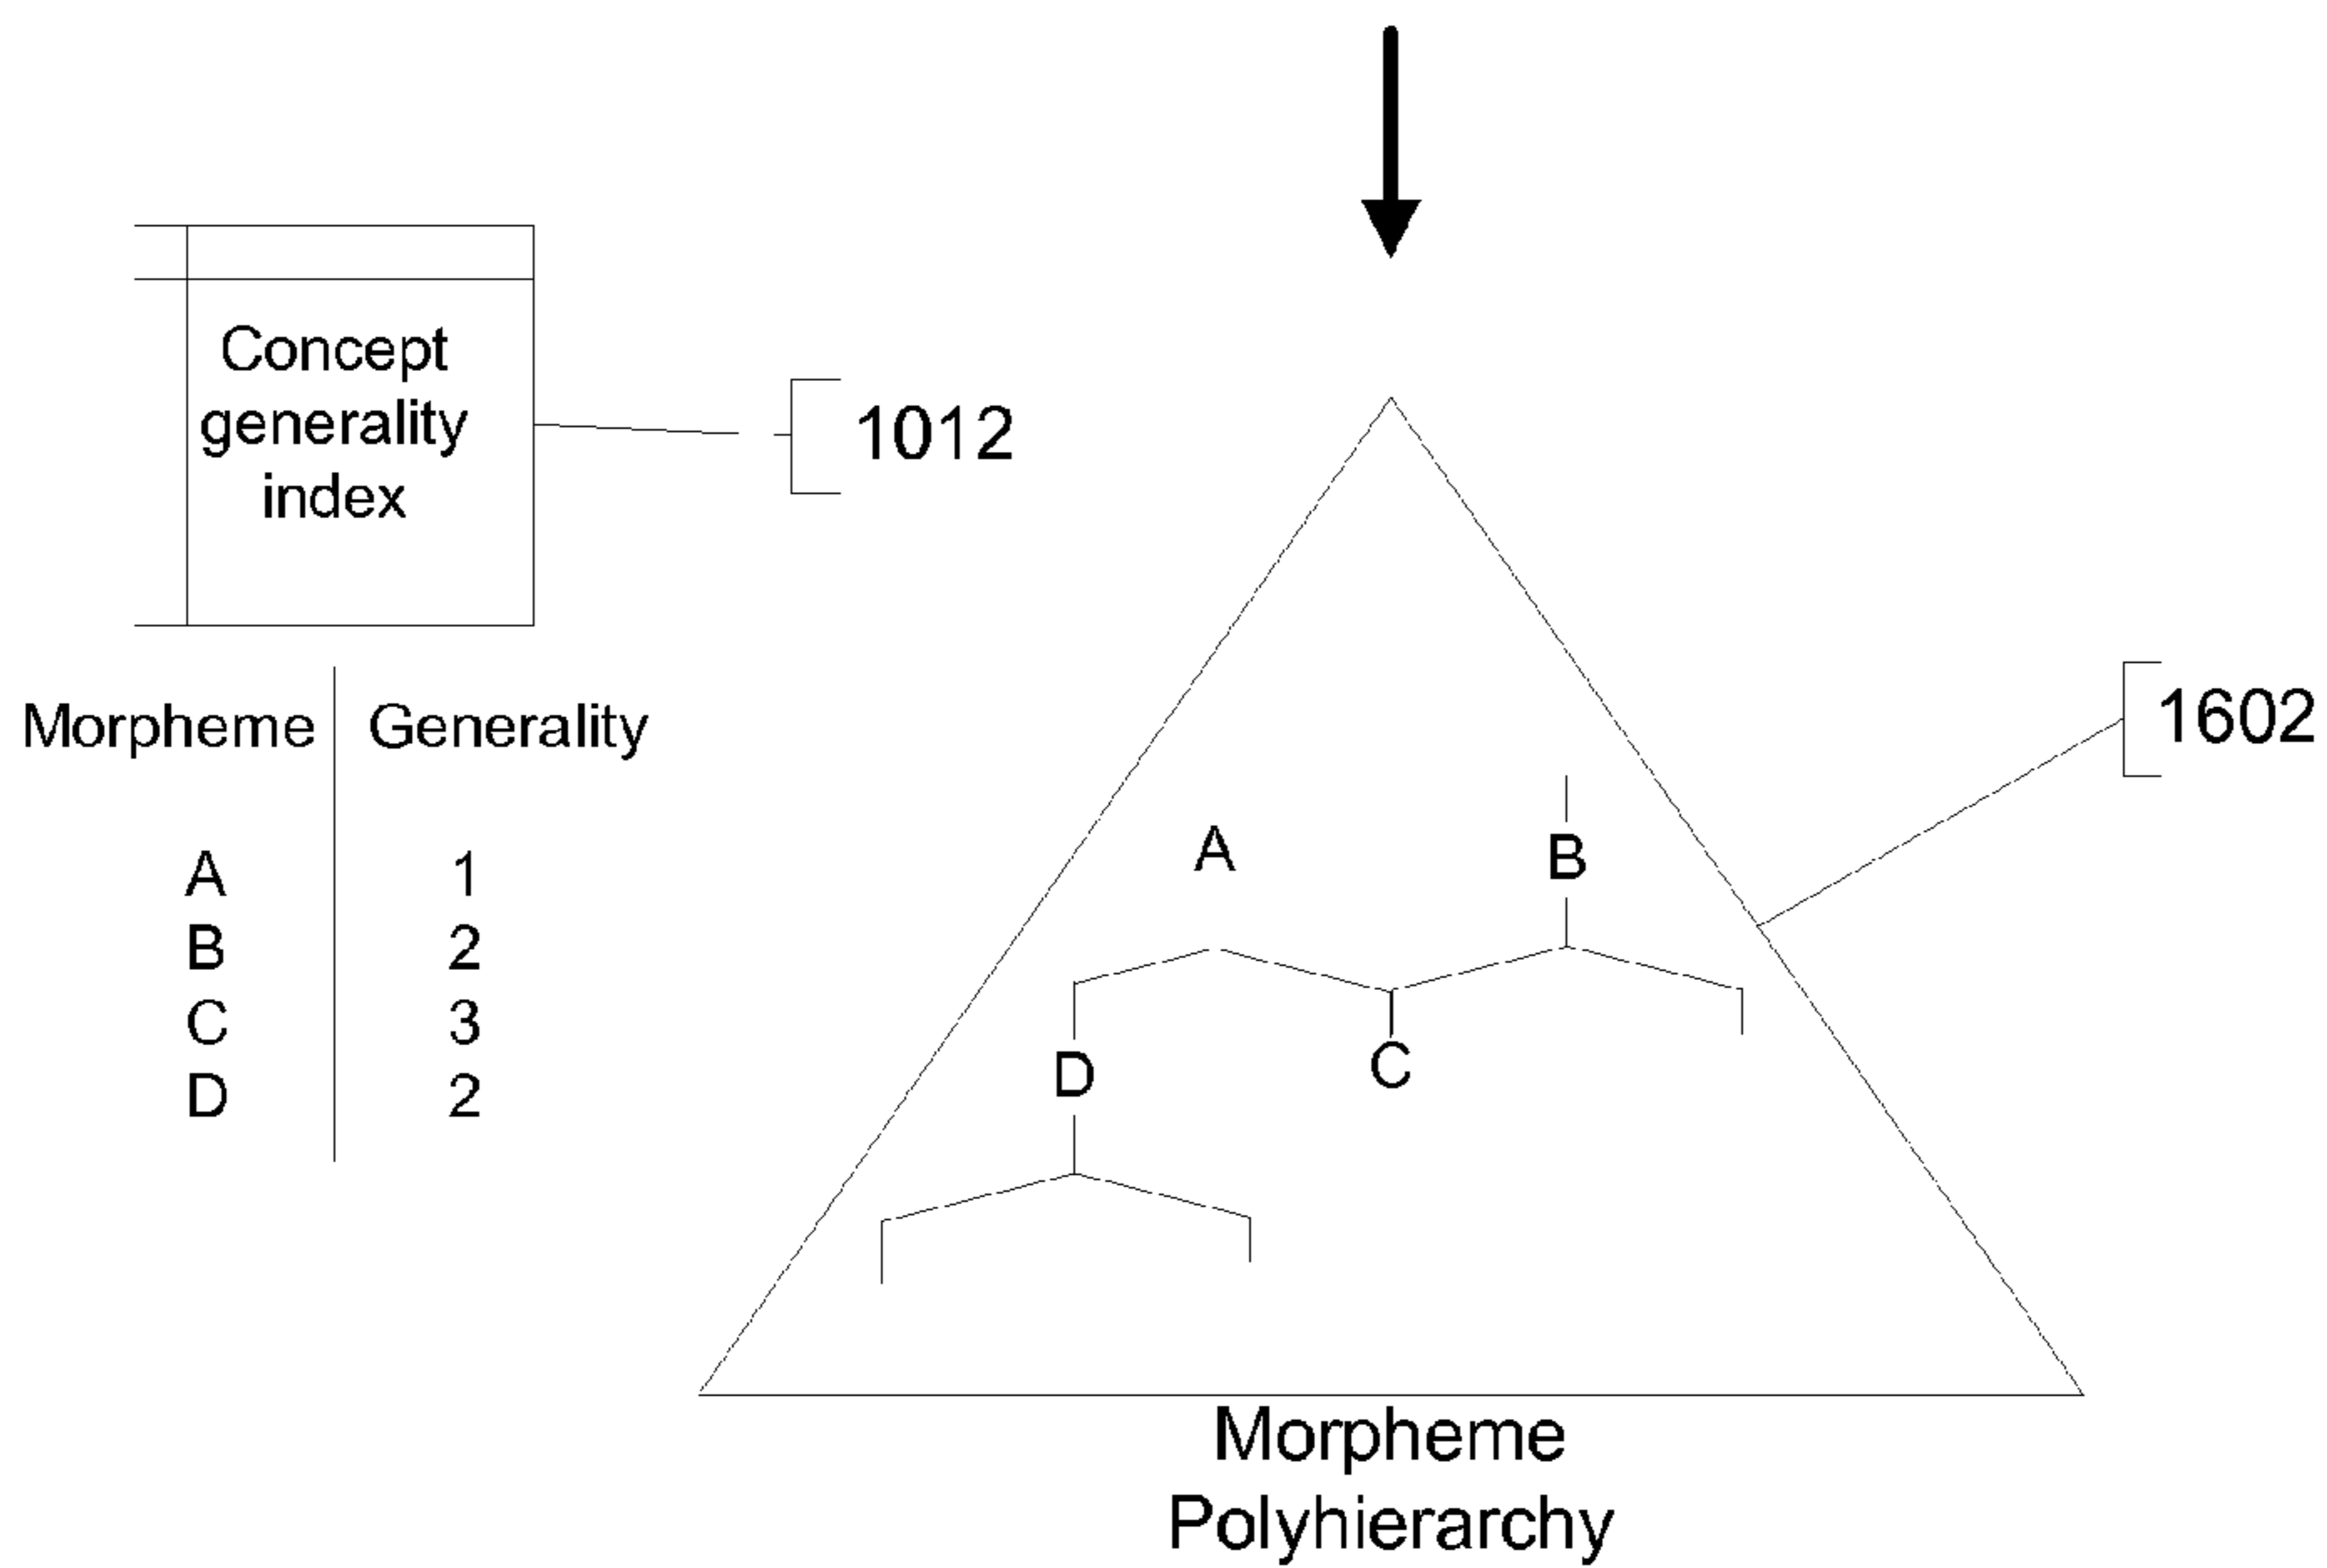 Concept
generality
index
1012
Morpheme Generality
A 1
B 2
C 3
D 2
1602
A B
D C
Morpheme
Polyhierarchy